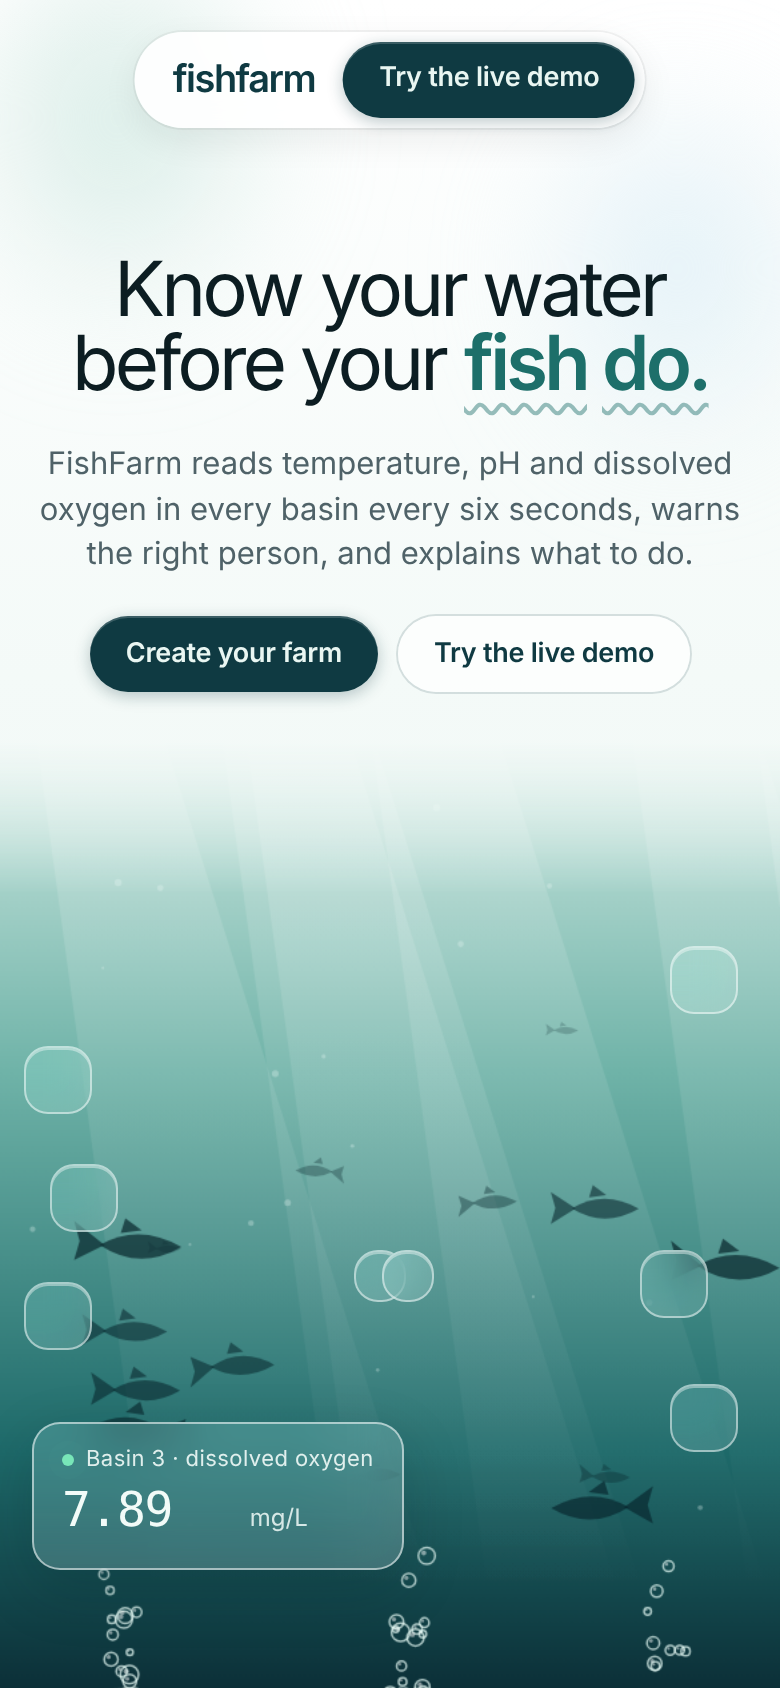 fishfarm
Try the live demo
Know your water
before your fish do.
FishFarm reads temperature, pH and dissolved
oxygen in every basin every six seconds, warns
the right person, and explains what to do.
Create your farm
Try the live demo
Basin 3 · dissolved oxygen
7.89 mg/L